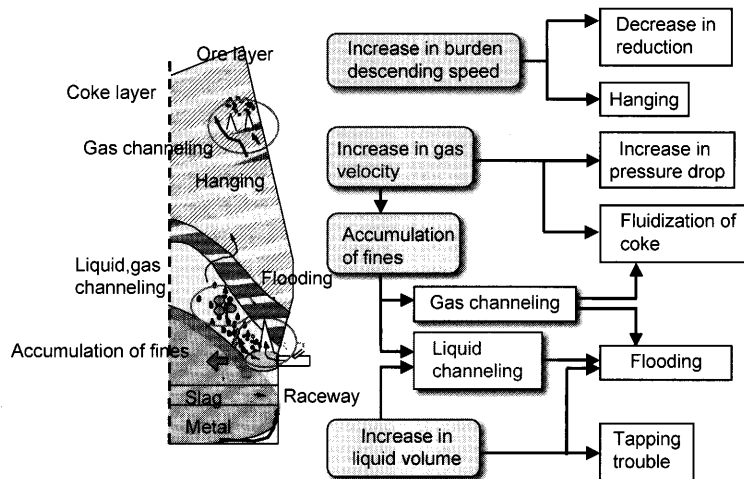 Ore layer
Coke layer
Gas channeling
Hanging
Liquid,gas
channeling
Flooding
Accumulation of fines
Raceway
Slag
Metal
Increase in burden
descending speed
Decrease in
reduction
Hanging
Increase in gas
velocity
Increase in
pressure drop
Accumulation
of fines
Fluidization of
coke
Gas channeling
Liquid
channeling
Flooding
Increase in
liquid volume
Tapping
trouble